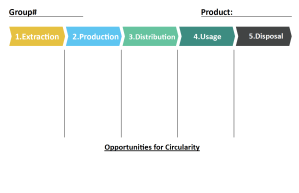 Group#
Product:
1.Extraction 2.Production 3.Distribution 4.Usage 5.Disposal
Opportunities for Circularity